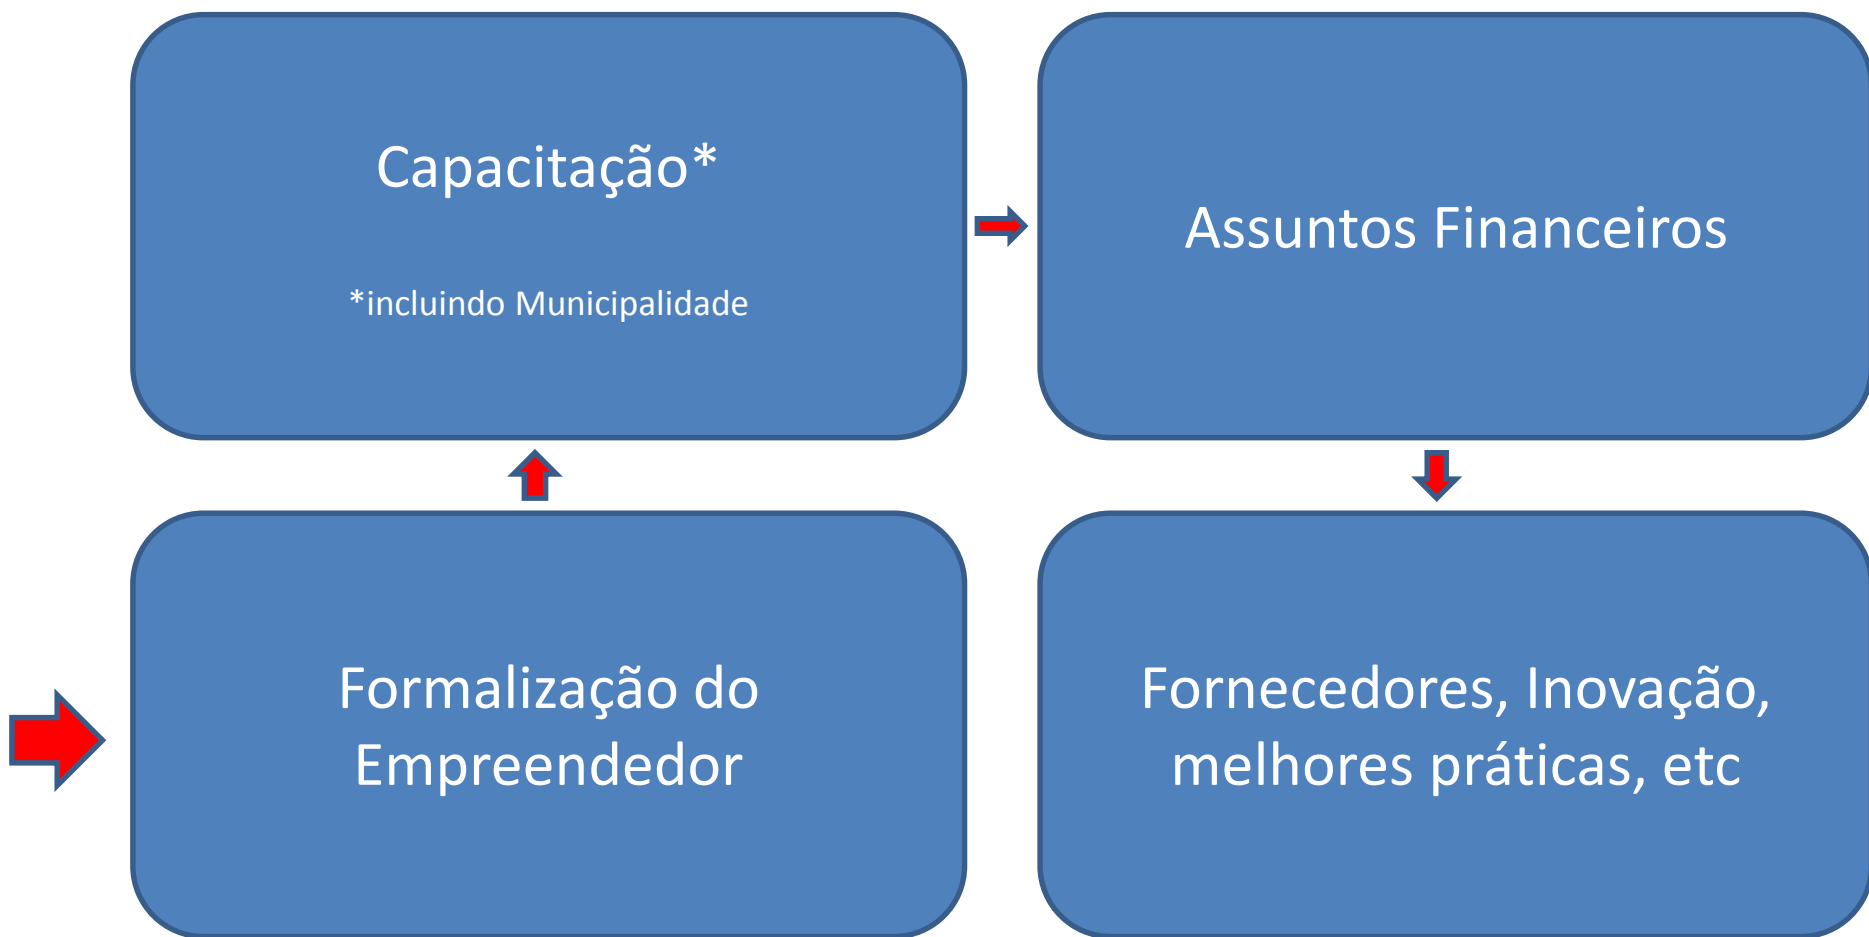 Capacitação*
*incluindo Municipalidade
Assuntos Financeiros
Formalização do
Empreendedor
Fornecedores, Inovação,
melhores práticas, etc